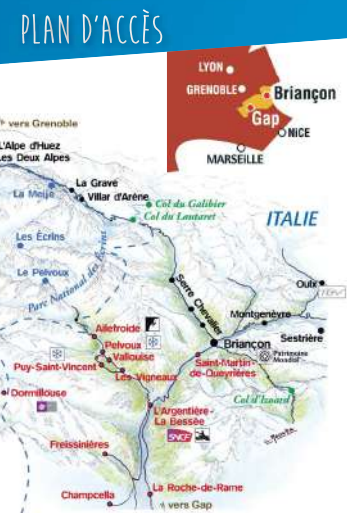 PLAN D'ACCÈS
LYON
GRENOBLE
Briançon
Gap
NICE
MARSEILLE
vers Grenoble
L'Alpe d'Huez
Les Deux Alpes
La Grave
La Meije
Villar d'Arène
Col du Galibier
Col du Lautaret
ITALIE
Les Écrins
Le Pelvoux
Parc National des Écrins
Serre Chevalier
Oulx
Montgenèvre
Ailefroide
Briançon
Sestrière
Pelvoux
Patrimoine
Mondial
Vallouise
Puy-Saint-Vincent
Saint-Martin-
de-Queyrières
Les Vigneaux
Dormillouse
Col d'Izoard
L'Argentière-
La Bessée
SNCF
Freissinières
Champcella
La Roche-de-Rame
vers Gap